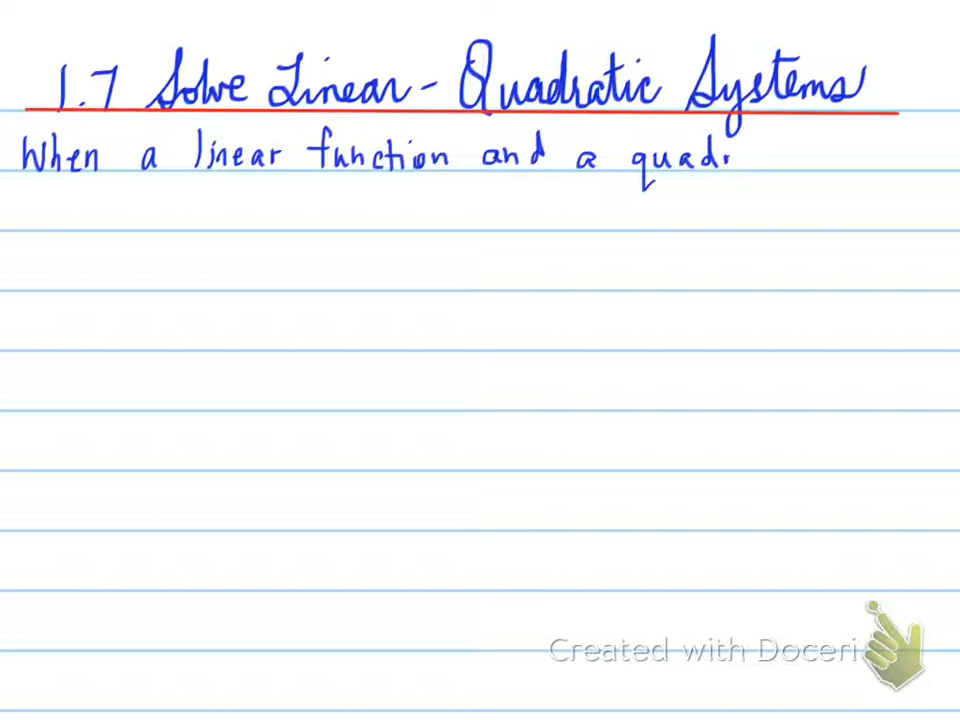 1.7 Solve Linear - Quadratic Systems
When a linear function and a quad
Created with Doceri